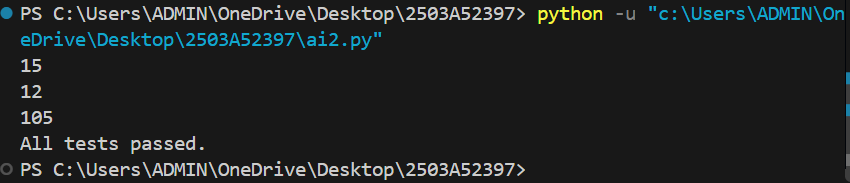 PS C:\Users\ADMIN\OneDrive\Desktop\2503A52397> python -u "c:\Users\ADMIN\On
eDrive\Desktop\2503A52397\ai2.py"
15
12
105
All tests passed.
PS C:\Users\ADMIN\OneDrive\Desktop\2503A52397>